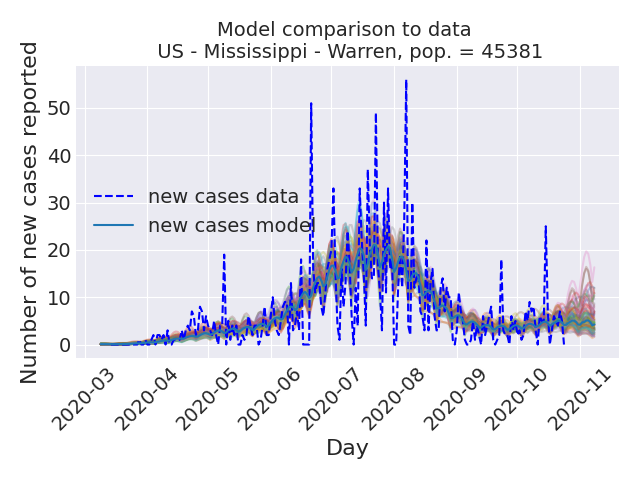 Model comparison to data
US - Mississippi - Warren, pop. = 45381
Number of new cases reported
50
40
30
20
10
0
new cases data
new cases model
2020-03
2020-04
2020-05
2020-06
2020-07
2020-08
2020-09
2020-10
2020-11
Day